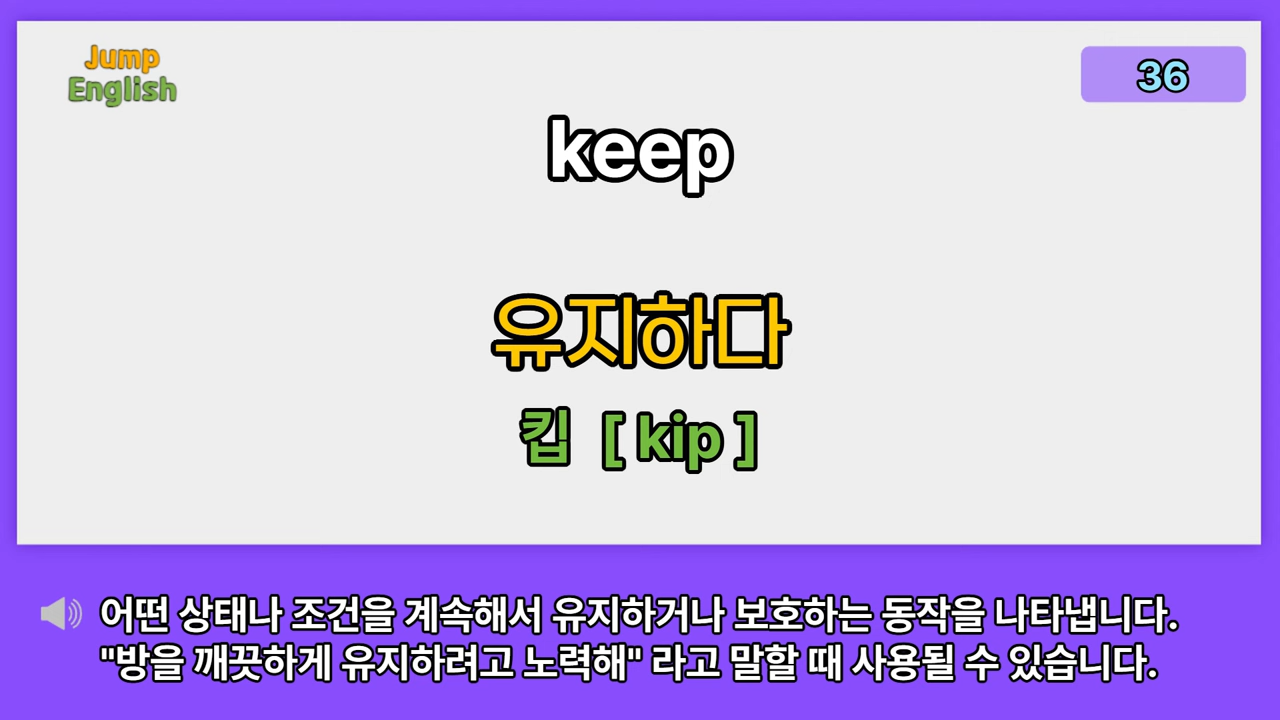 Jump
English
36
keep
유지하다
킵 [ kip ]
어떤 상태나 조건을 계속해서 유지하거나 보호하는 동작을 나타냅니다.
"방을 깨끗하게 유지하려고 노력해" 라고 말할 때 사용될 수 있습니다.